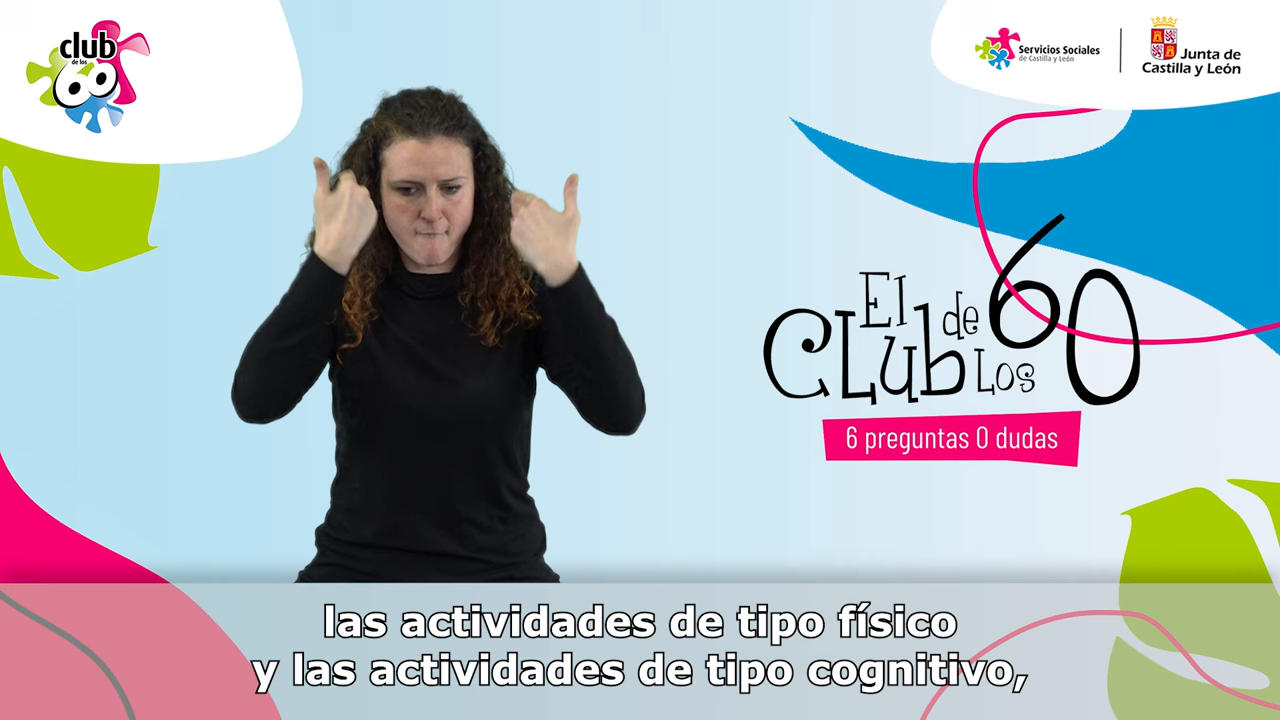 club
de los
60
Servicios Sociales
de Castilla y León
Junta de
Castilla y León
El
Club de
Los 60
6 preguntas 0 dudas
las actividades de tipo físico
y las actividades de tipo cognitivo,